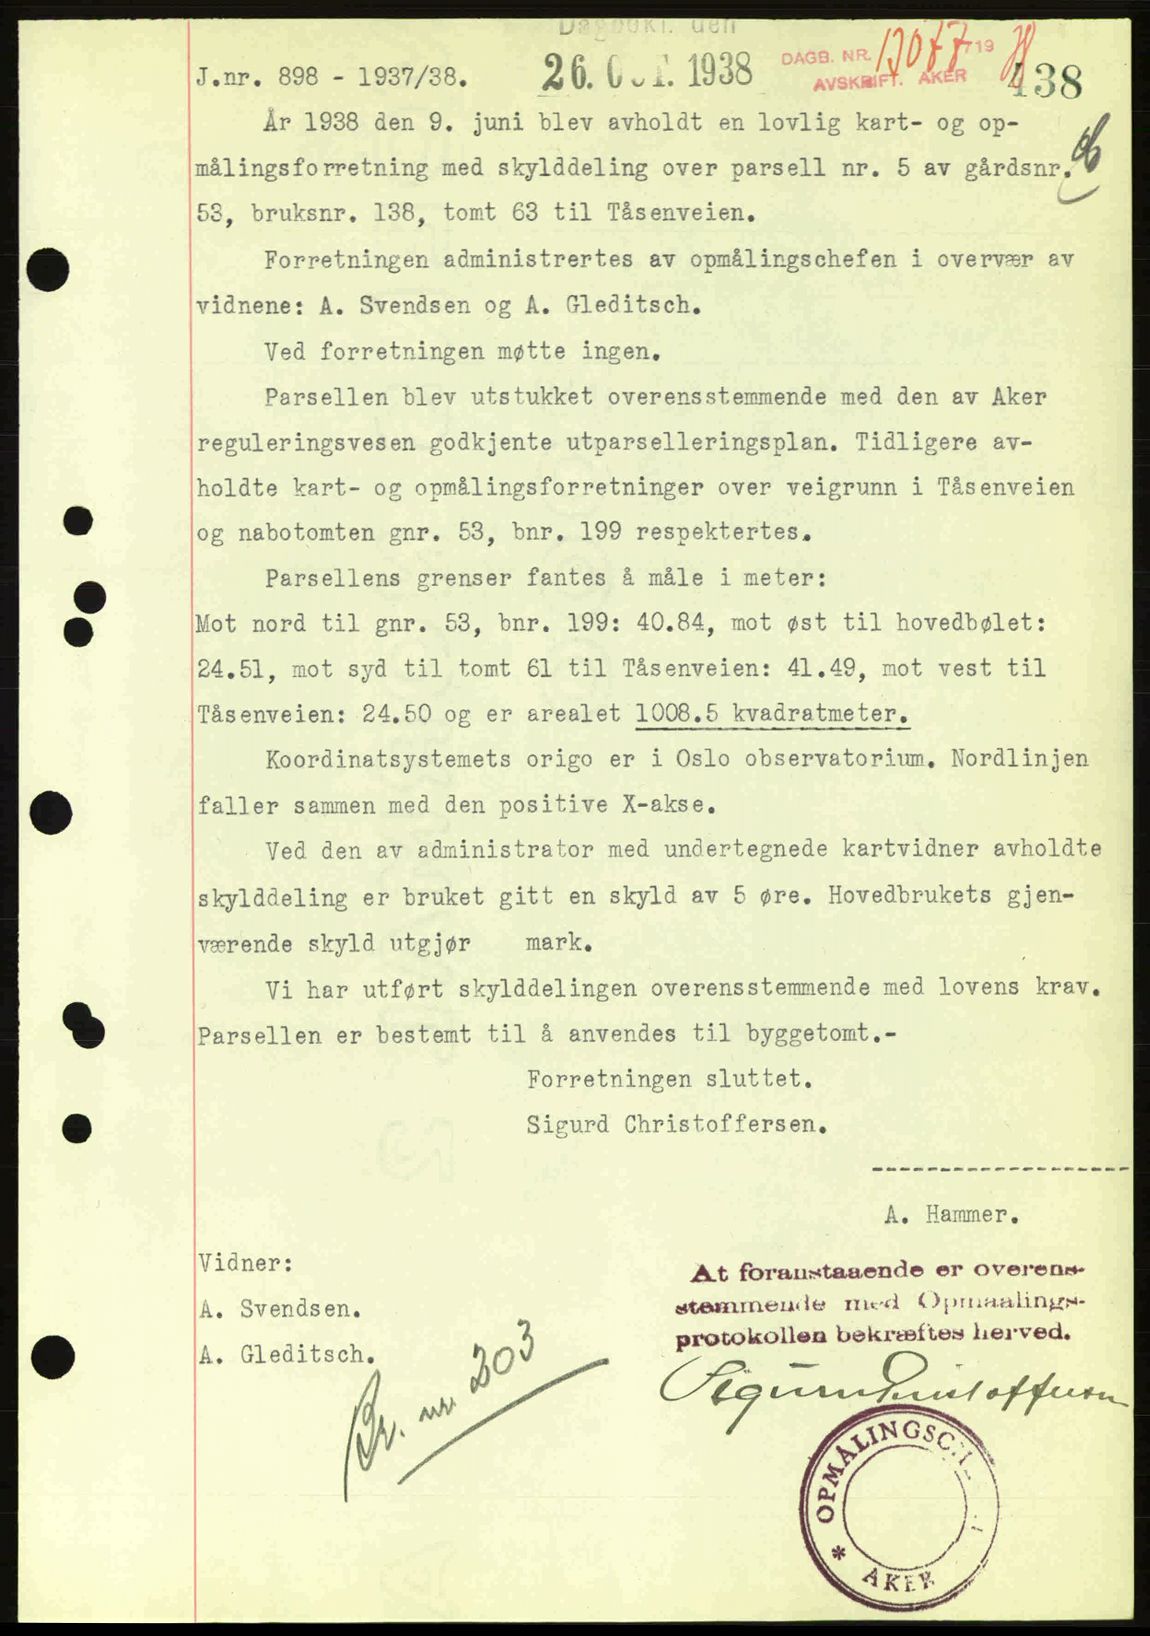 Dagbokf. den
26. OKT. 1938
DAGB. NR. 13077 19 38
AVSKRIFT. AKER
438
J.nr. 898 - 1937/38.
År 1938 den 9. juni blev avholdt en lovlig kart- og op-
målingsforretning med skylddeling over parsell nr. 5 av gårdsnr.
53, bruksnr. 138, tomt 63 til Tåsenveien.
Forretningen administrertes av opmålingschefen i overvær av
vidnene: A. Svendsen og A. Gleditsch.
Ved forretningen møtte ingen.
Parsellen blev utstukket overensstemmende med den av Aker
reguleringsvesen godkjente utparselleringsplan. Tidligere av-
holdte kart- og opmålingsforretninger over veigrunn i Tåsenveien
og nabotomten gnr. 53, bnr. 199 respektertes.
Parsellens grenser fantes å måle i meter:
Mot nord til gnr. 53, bnr. 199: 40.84, mot øst til hovedbølet:
24.51, mot syd til tomt 61 til Tåsenveien: 41.49, mot vest til
Tåsenveien: 24.50 og er arealet 1008.5 kvadratmeter.
Koordinatsystemets origo er i Oslo observatorium. Nordlinjen
faller sammen med den positive X-akse.
Ved den av administrator med undertegnede kartvidner avholdte
skylddeling er bruket gitt en skyld av 5 øre. Hovedbrukets gjen-
værende skyld utgjør mark.
Vi har utført skylddelingen overensstemmende med lovens krav.
Parsellen er bestemt til å anvendes til byggetomt.-
Forretningen sluttet.
Sigurd Christoffersen.
-------------------
A. Hammer.
Vidner:
A. Svendsen.
A. Gleditsch.
Br. nr. 203
At foranstaaende er overens-
stemmende med Opmaalings-
protokollen bekræftes herved.
Sigurd Christoffersen
OPMÅLINGSCH
* AKER